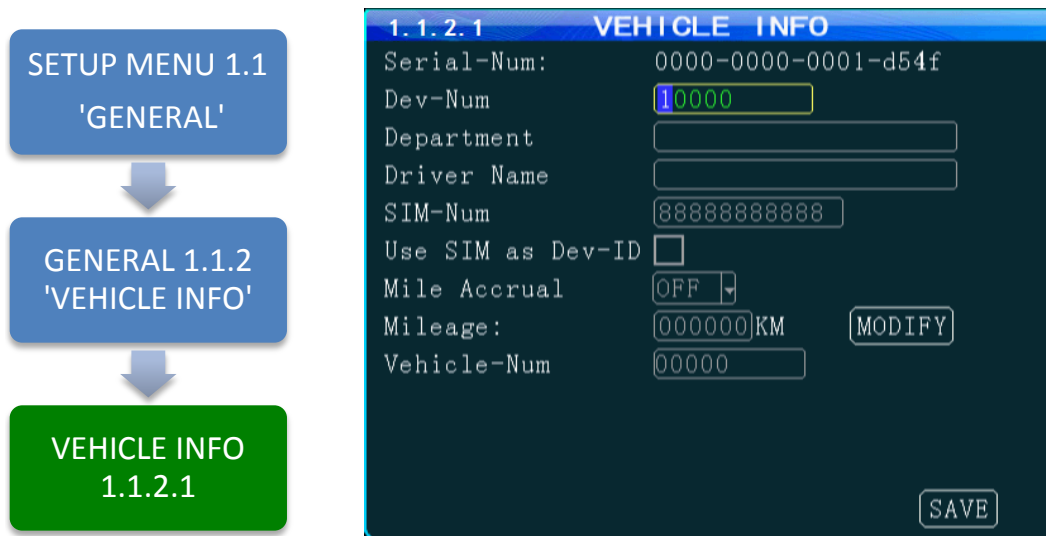 SETUP MENU 1.1
'GENERAL'
GENERAL 1.1.2
'VEHICLE INFO'
VEHICLE INFO
1.1.2.1
1.1.2.1 VEHICLE INFO
Serial-Num: 0000-0000-0001-d54f
Dev-Num 10000
Department
Driver Name
SIM-Num 88888888888
Use SIM as Dev-ID
Mile Accrual OFF
Mileage: 000000 KM MODIFY
Vehicle-Num 00000
SAVE